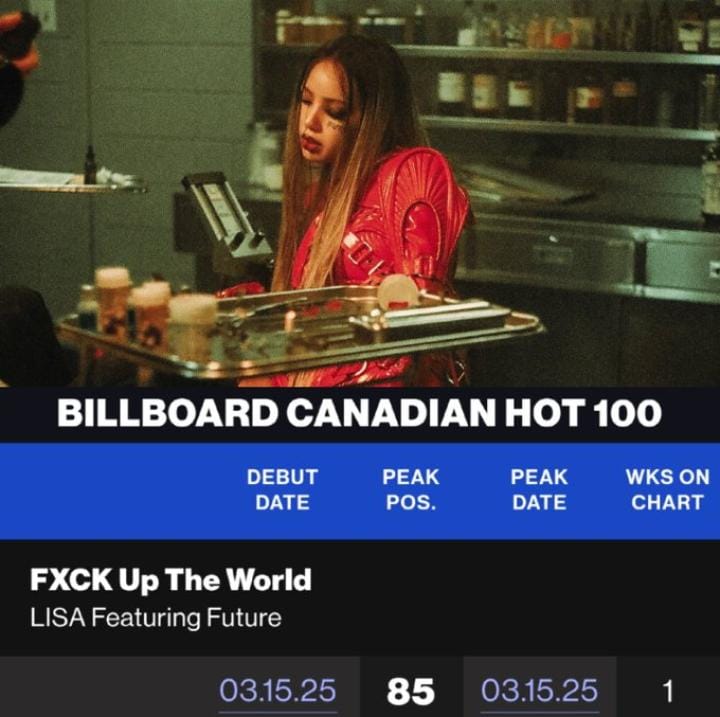 BILLBOARD CANADIAN HOT 100
DEBUT DATE
PEAK POS.
PEAK DATE
WKS ON CHART
FXCK Up The World
LISA Featuring Future
03.15.25 85 03.15.25 1